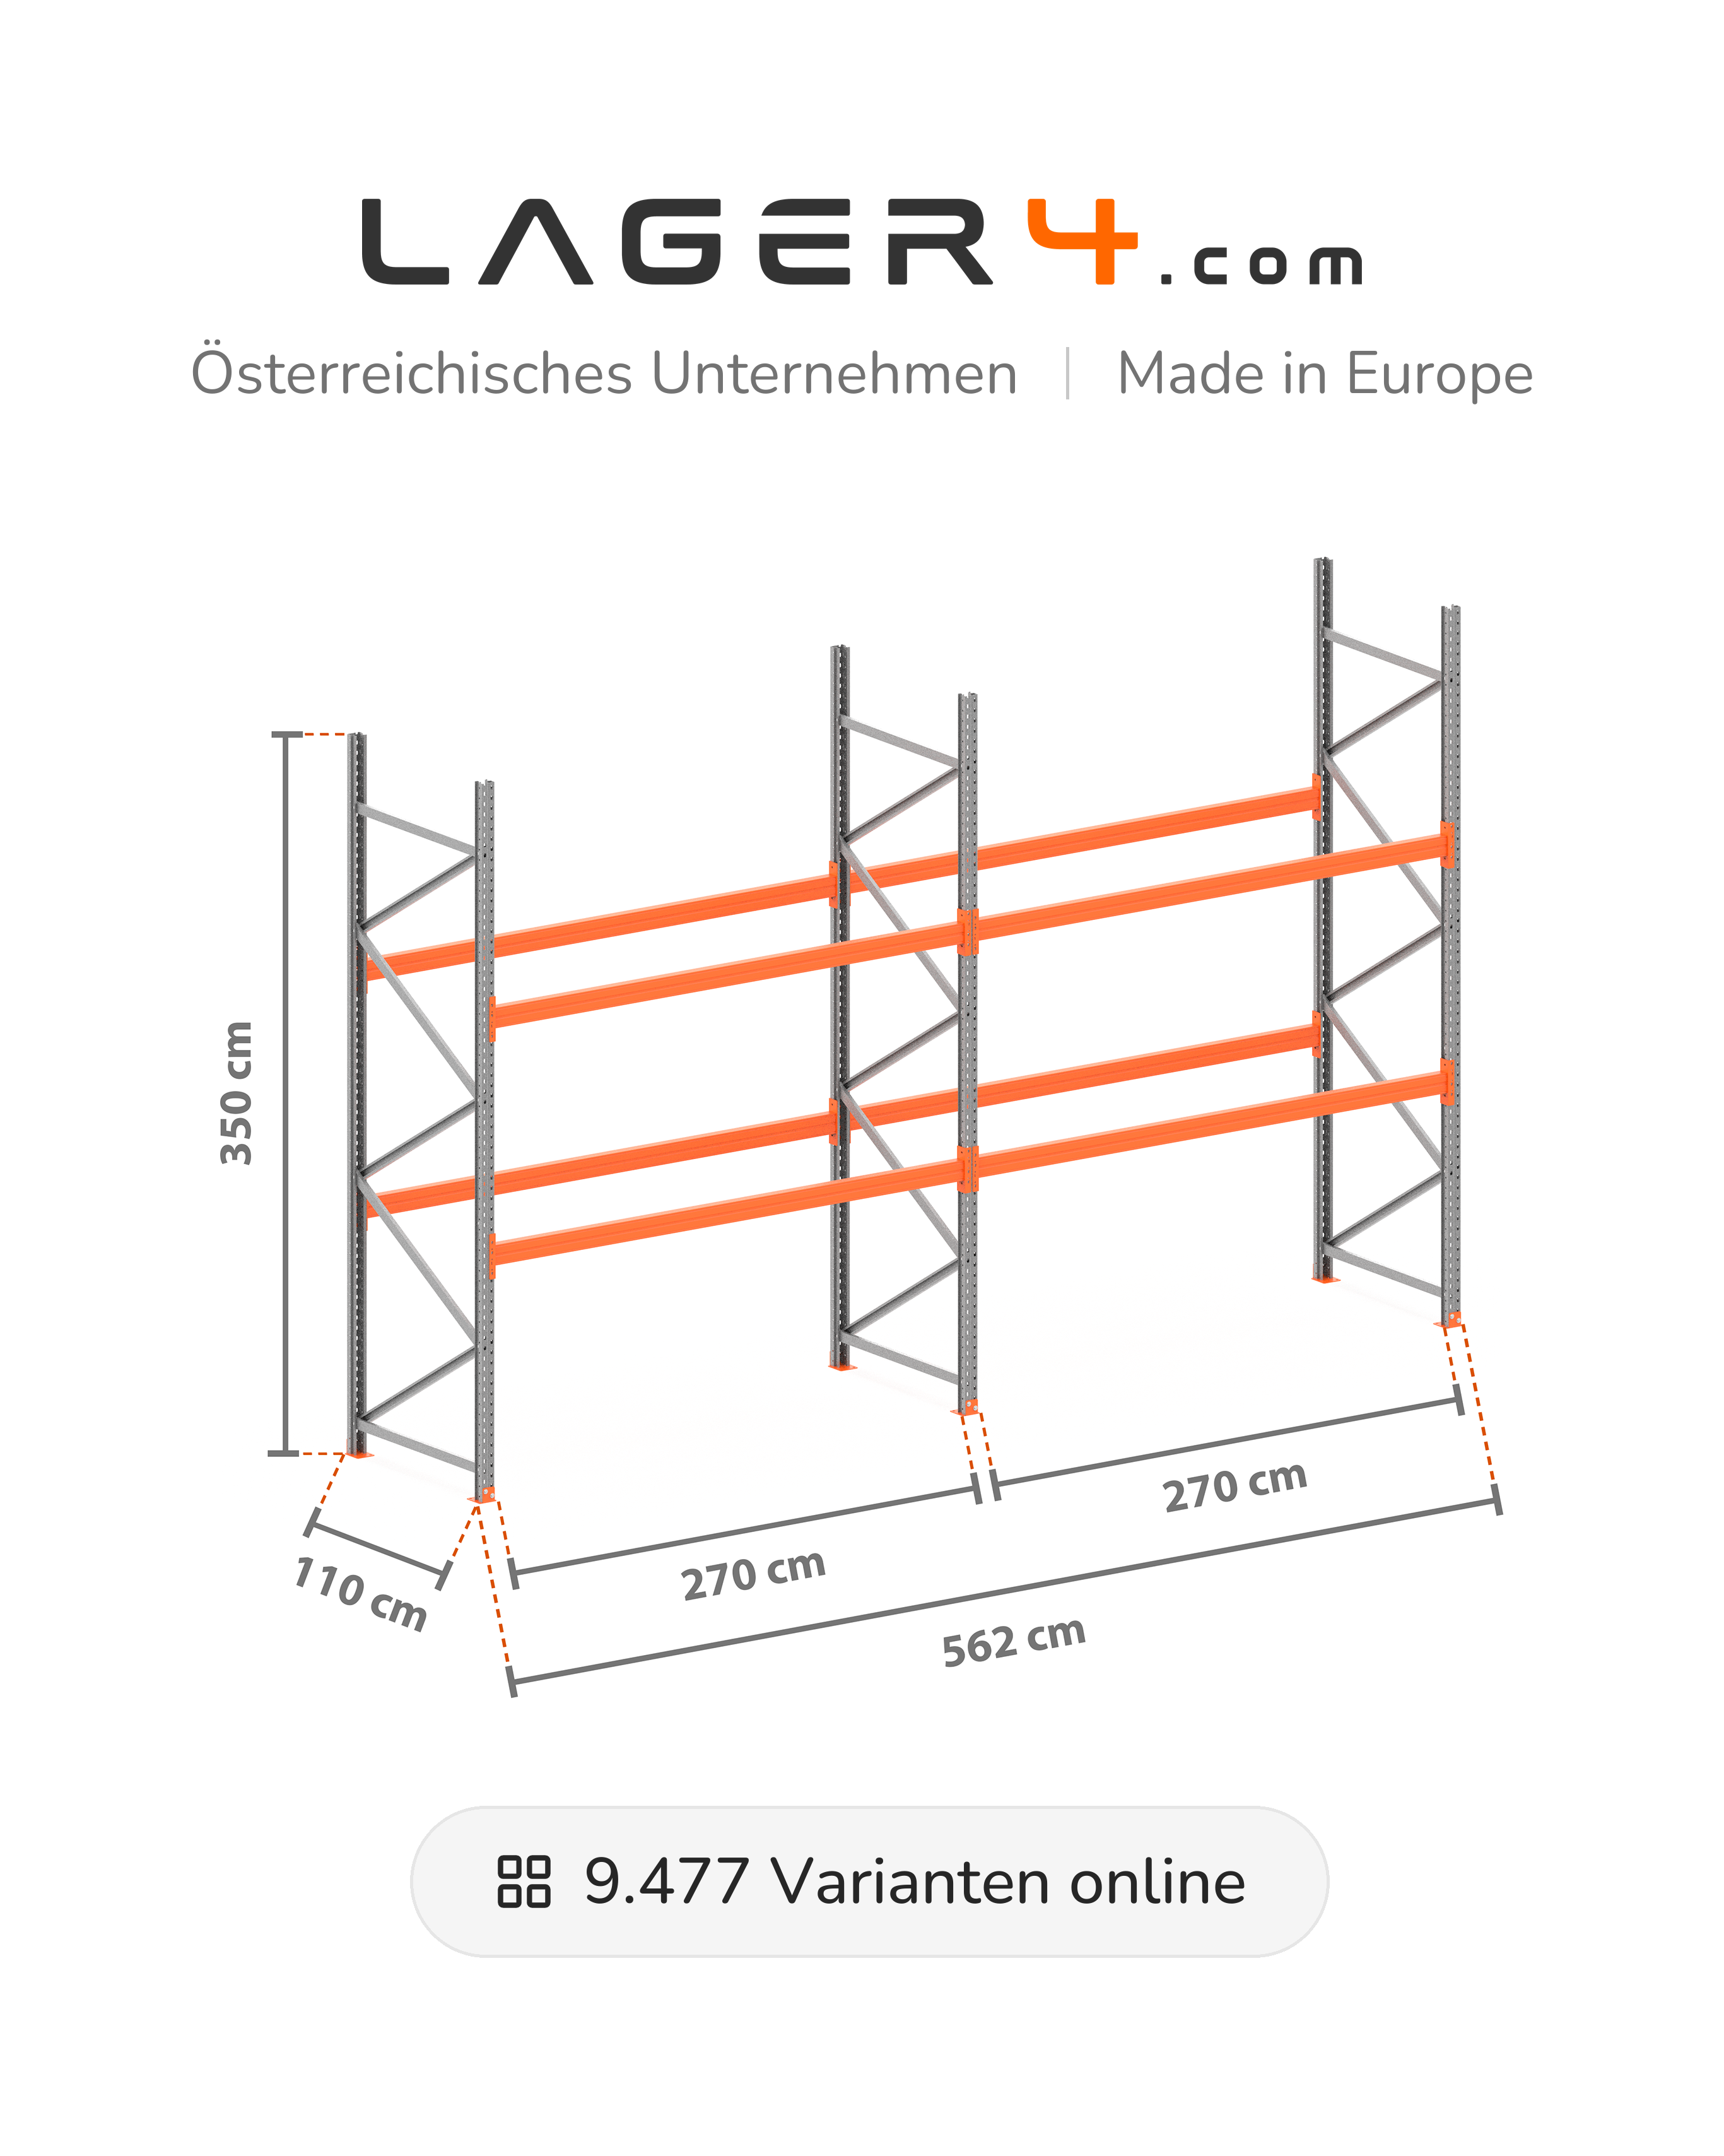 LAGER4.com
Österreichisches Unternehmen | Made in Europe
350 cm
110 cm
270 cm
270 cm
562 cm
9.477 Varianten online